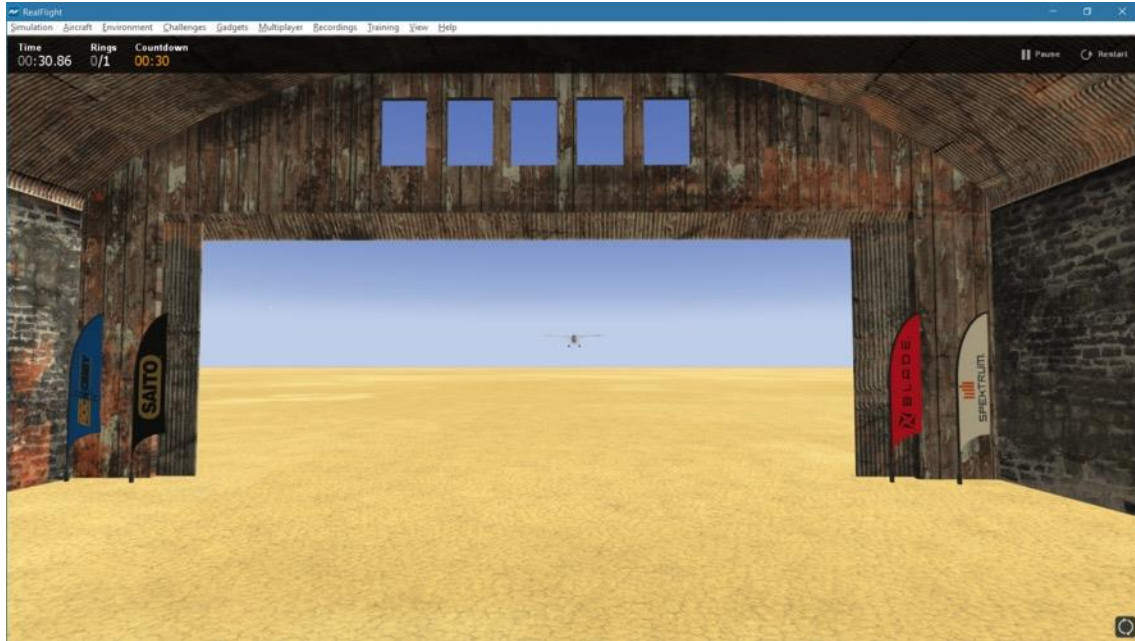 RealFlight
Simulation Aircraft Environment Challenges Gadgets Multiplayer Recordings Training View Help
Time Rings Countdown
00:30.86 0/1 00:30
Pause Restart
SAITO
BLADE
SPEKTRUM